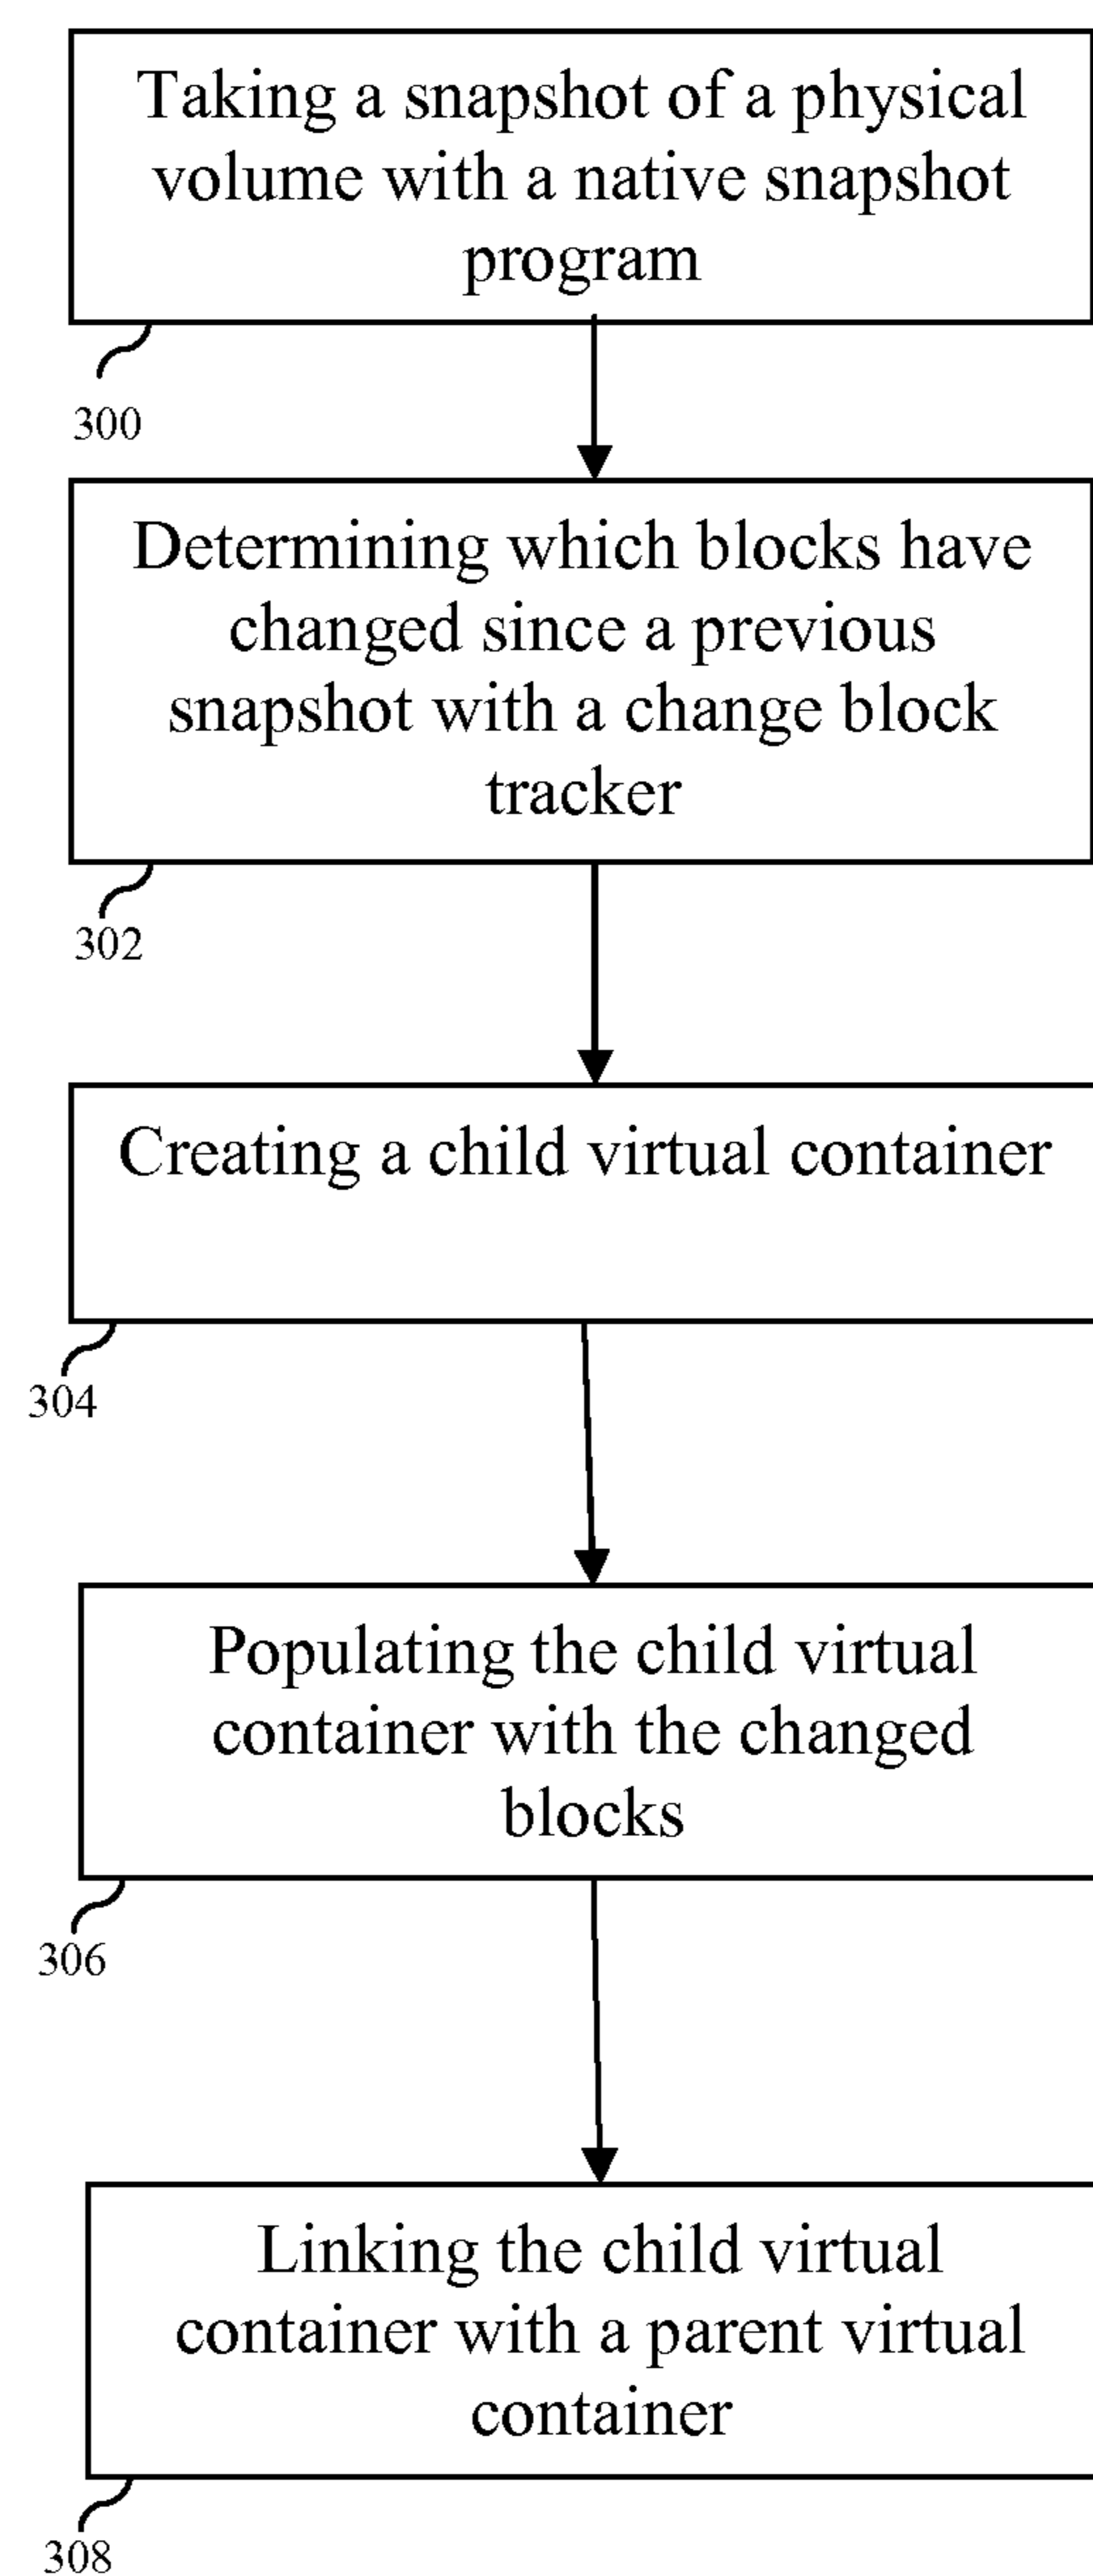 Taking a snapshot of a physical
volume with a native snapshot
program
300
Determining which blocks have
changed since a previous
snapshot with a change block
tracker
302
Creating a child virtual container
304
Populating the child virtual
container with the changed
blocks
306
Linking the child virtual
container with a parent virtual
container
308